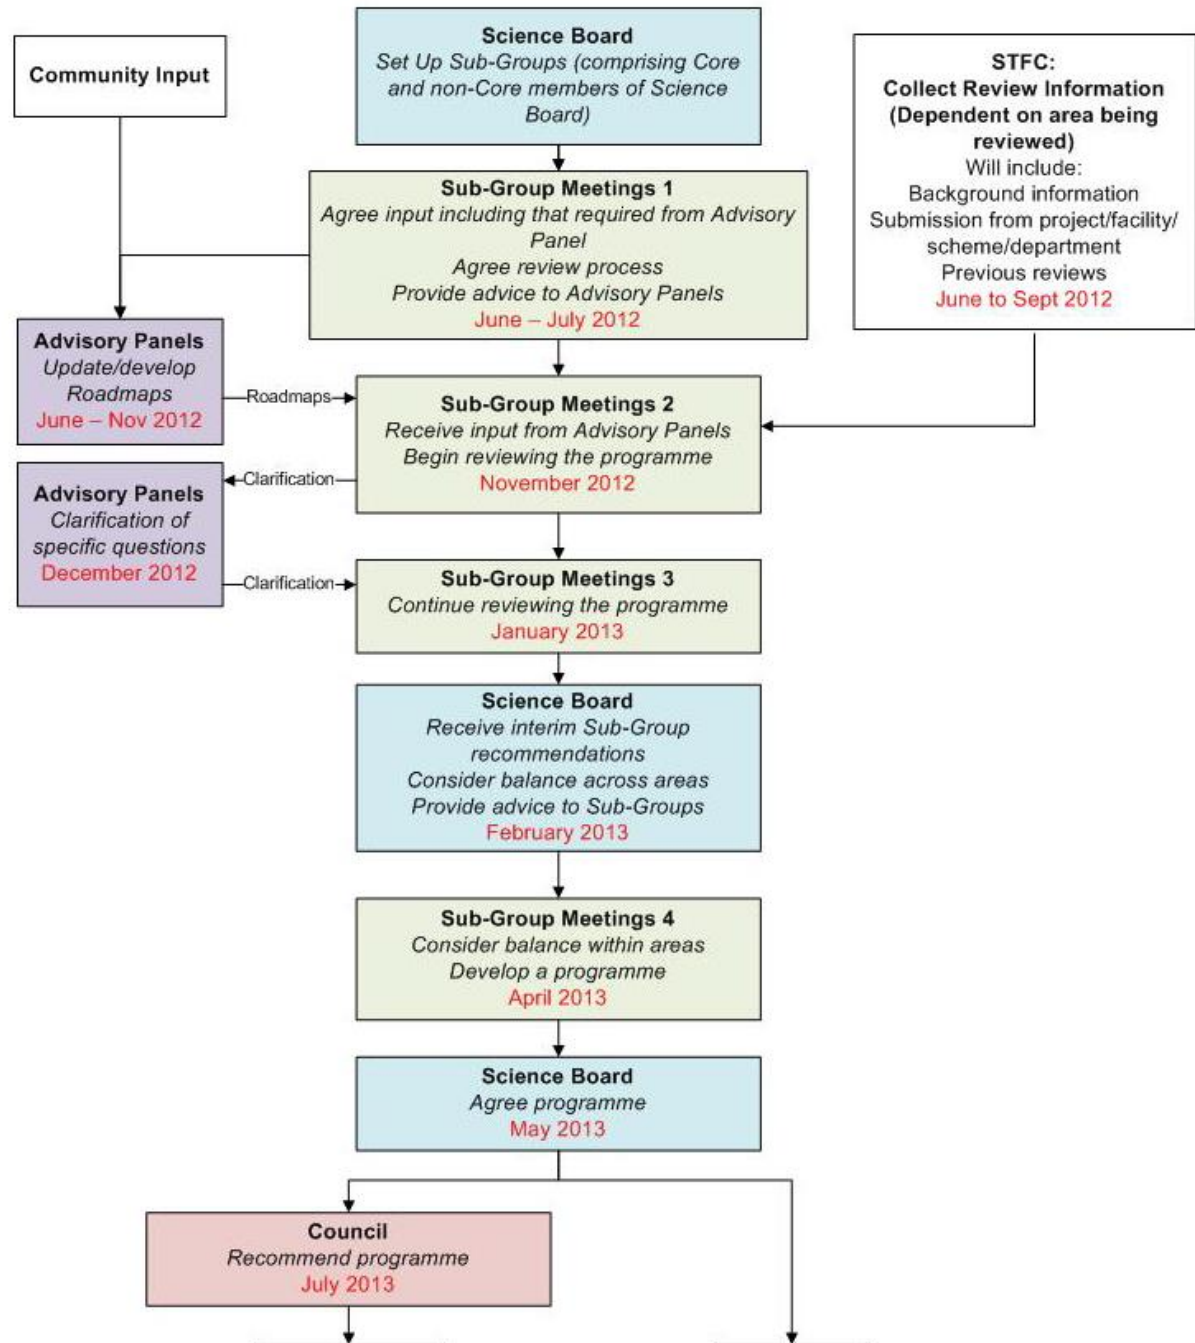 Community Input
Science Board
Set Up Sub-Groups (comprising Core
and non-Core members of Science
Board)
STFC:
Collect Review Information
(Dependent on area being
reviewed)
Will include:
Background information
Submission from project/facility/
scheme/department
Previous reviews
June to Sept 2012
Sub-Group Meetings 1
Agree input including that required from Advisory
Panel
Agree review process
Provide advice to Advisory Panels
June – July 2012
Advisory Panels
Update/develop
Roadmaps
June – Nov 2012
Roadmaps
Sub-Group Meetings 2
Receive input from Advisory Panels
Begin reviewing the programme
November 2012
Clarification
Advisory Panels
Clarification of
specific questions
December 2012
Clarification
Sub-Group Meetings 3
Continue reviewing the programme
January 2013
Science Board
Receive interim Sub-Group
recommendations
Consider balance across areas
Provide advice to Sub-Groups
February 2013
Sub-Group Meetings 4
Consider balance within areas
Develop a programme
April 2013
Science Board
Agree programme
May 2013
Council
Recommend programme
July 2013